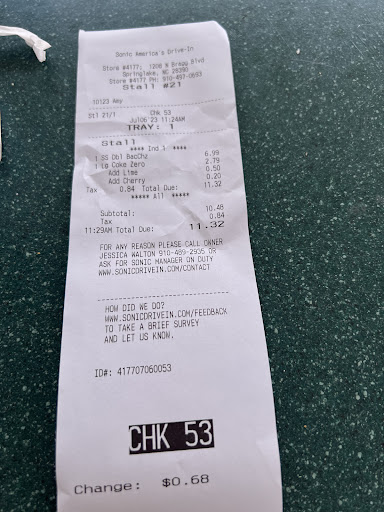 Sonic America's Drive-In
Store #4177: 1208 N Bragg Blvd
Springlake, NC 28390
Store #4177 PH: 910-497-0693
Stall #21
10123 Amy
Stl 21/1 Chk 53
Jul06'23 11:24AM
TRAY: 1
Stall
**** Ind 1 ****
1 SS Dbl BacChz 6.99
1 Lg Coke Zero 2.79
Add Lime 0.50
Add Cherry 0.20
Tax 0.84 Total Due: 11.32
***** All *****
Subtotal: 10.48
Tax 0.84
11:29AM Total Due: 11.32
FOR ANY REASON PLEASE CALL OWNER
JESSICA WALTON 910-489-2935 OR
ASK FOR SONIC MANAGER ON DUTY
WWW.SONICDRIVEIN.COM/CONTACT
HOW DID WE DO?
WWW.SONICDRIVEIN.COM/FEEDBACK
TO TAKE A BRIEF SURVEY
AND LET US KNOW.
ID#: 417707060053
CHK 53
Change: $0.68